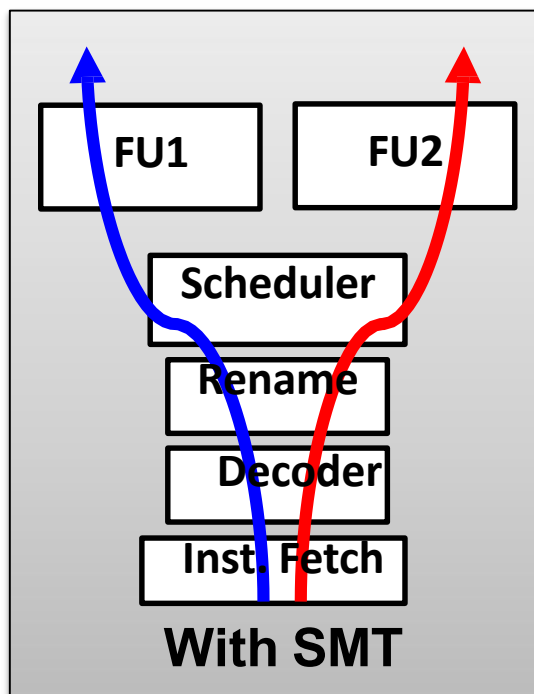 FU1
FU2
Scheduler
Rename
Decoder
Inst. Fetch
With SMT